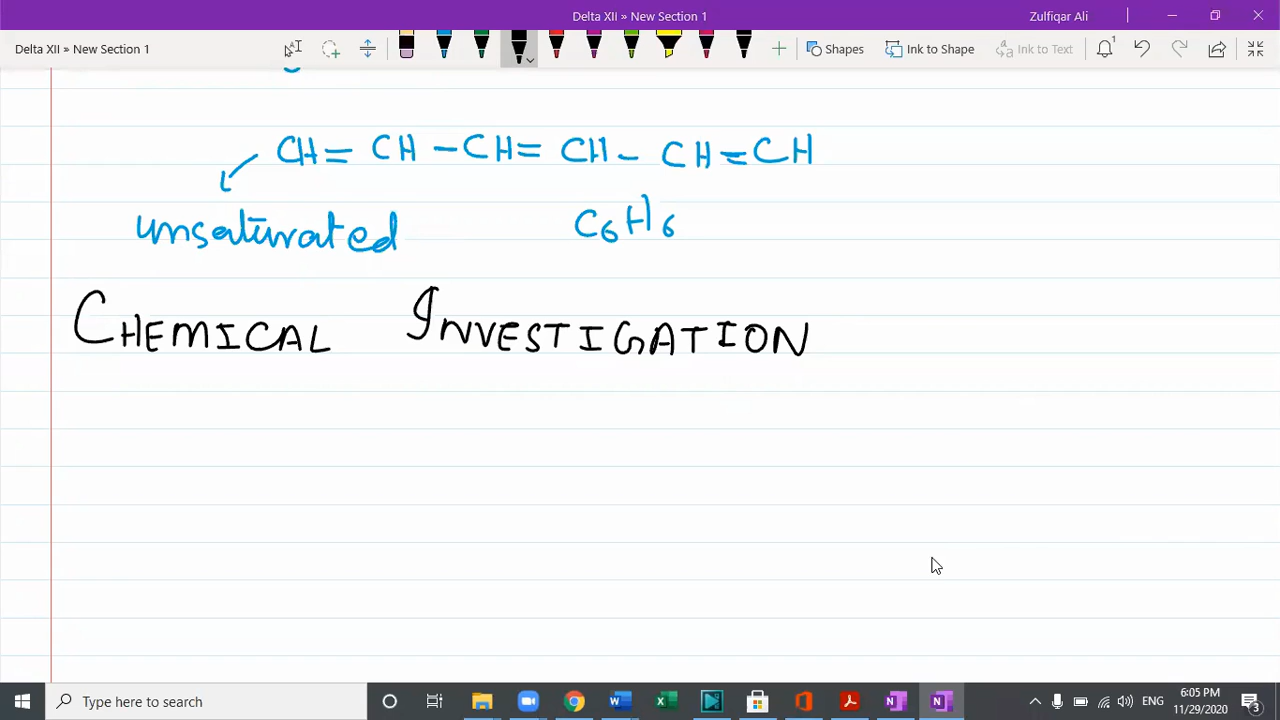 Delta XII » New Section 1
Zulfiqar Ali
Delta XII » New Section 1
Shapes
Ink to Shape
Ink to Text
CH = CH - CH = CH - CH = CH
unsaturated
C6H6
CHEMICAL INVESTIGATION
Type here to search
ENG
6:05 PM
11/29/2020
3